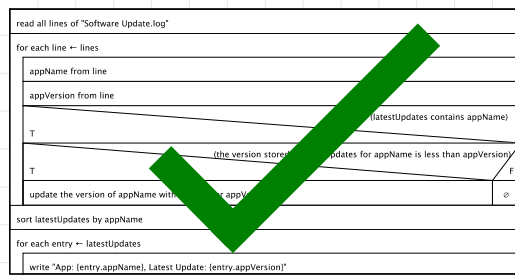 read all lines of "Software Update.log"
for each line ← lines
appName from line
appVersion from line
(latestUpdates contains appName)
T
(the version stored updates for appName is less than appVersion)
T
F
update the version of appName with
∅
sort latestUpdates by appName
for each entry ← latestUpdates
write "App: {entry.appName}, Latest Update: {entry.appVersion}"